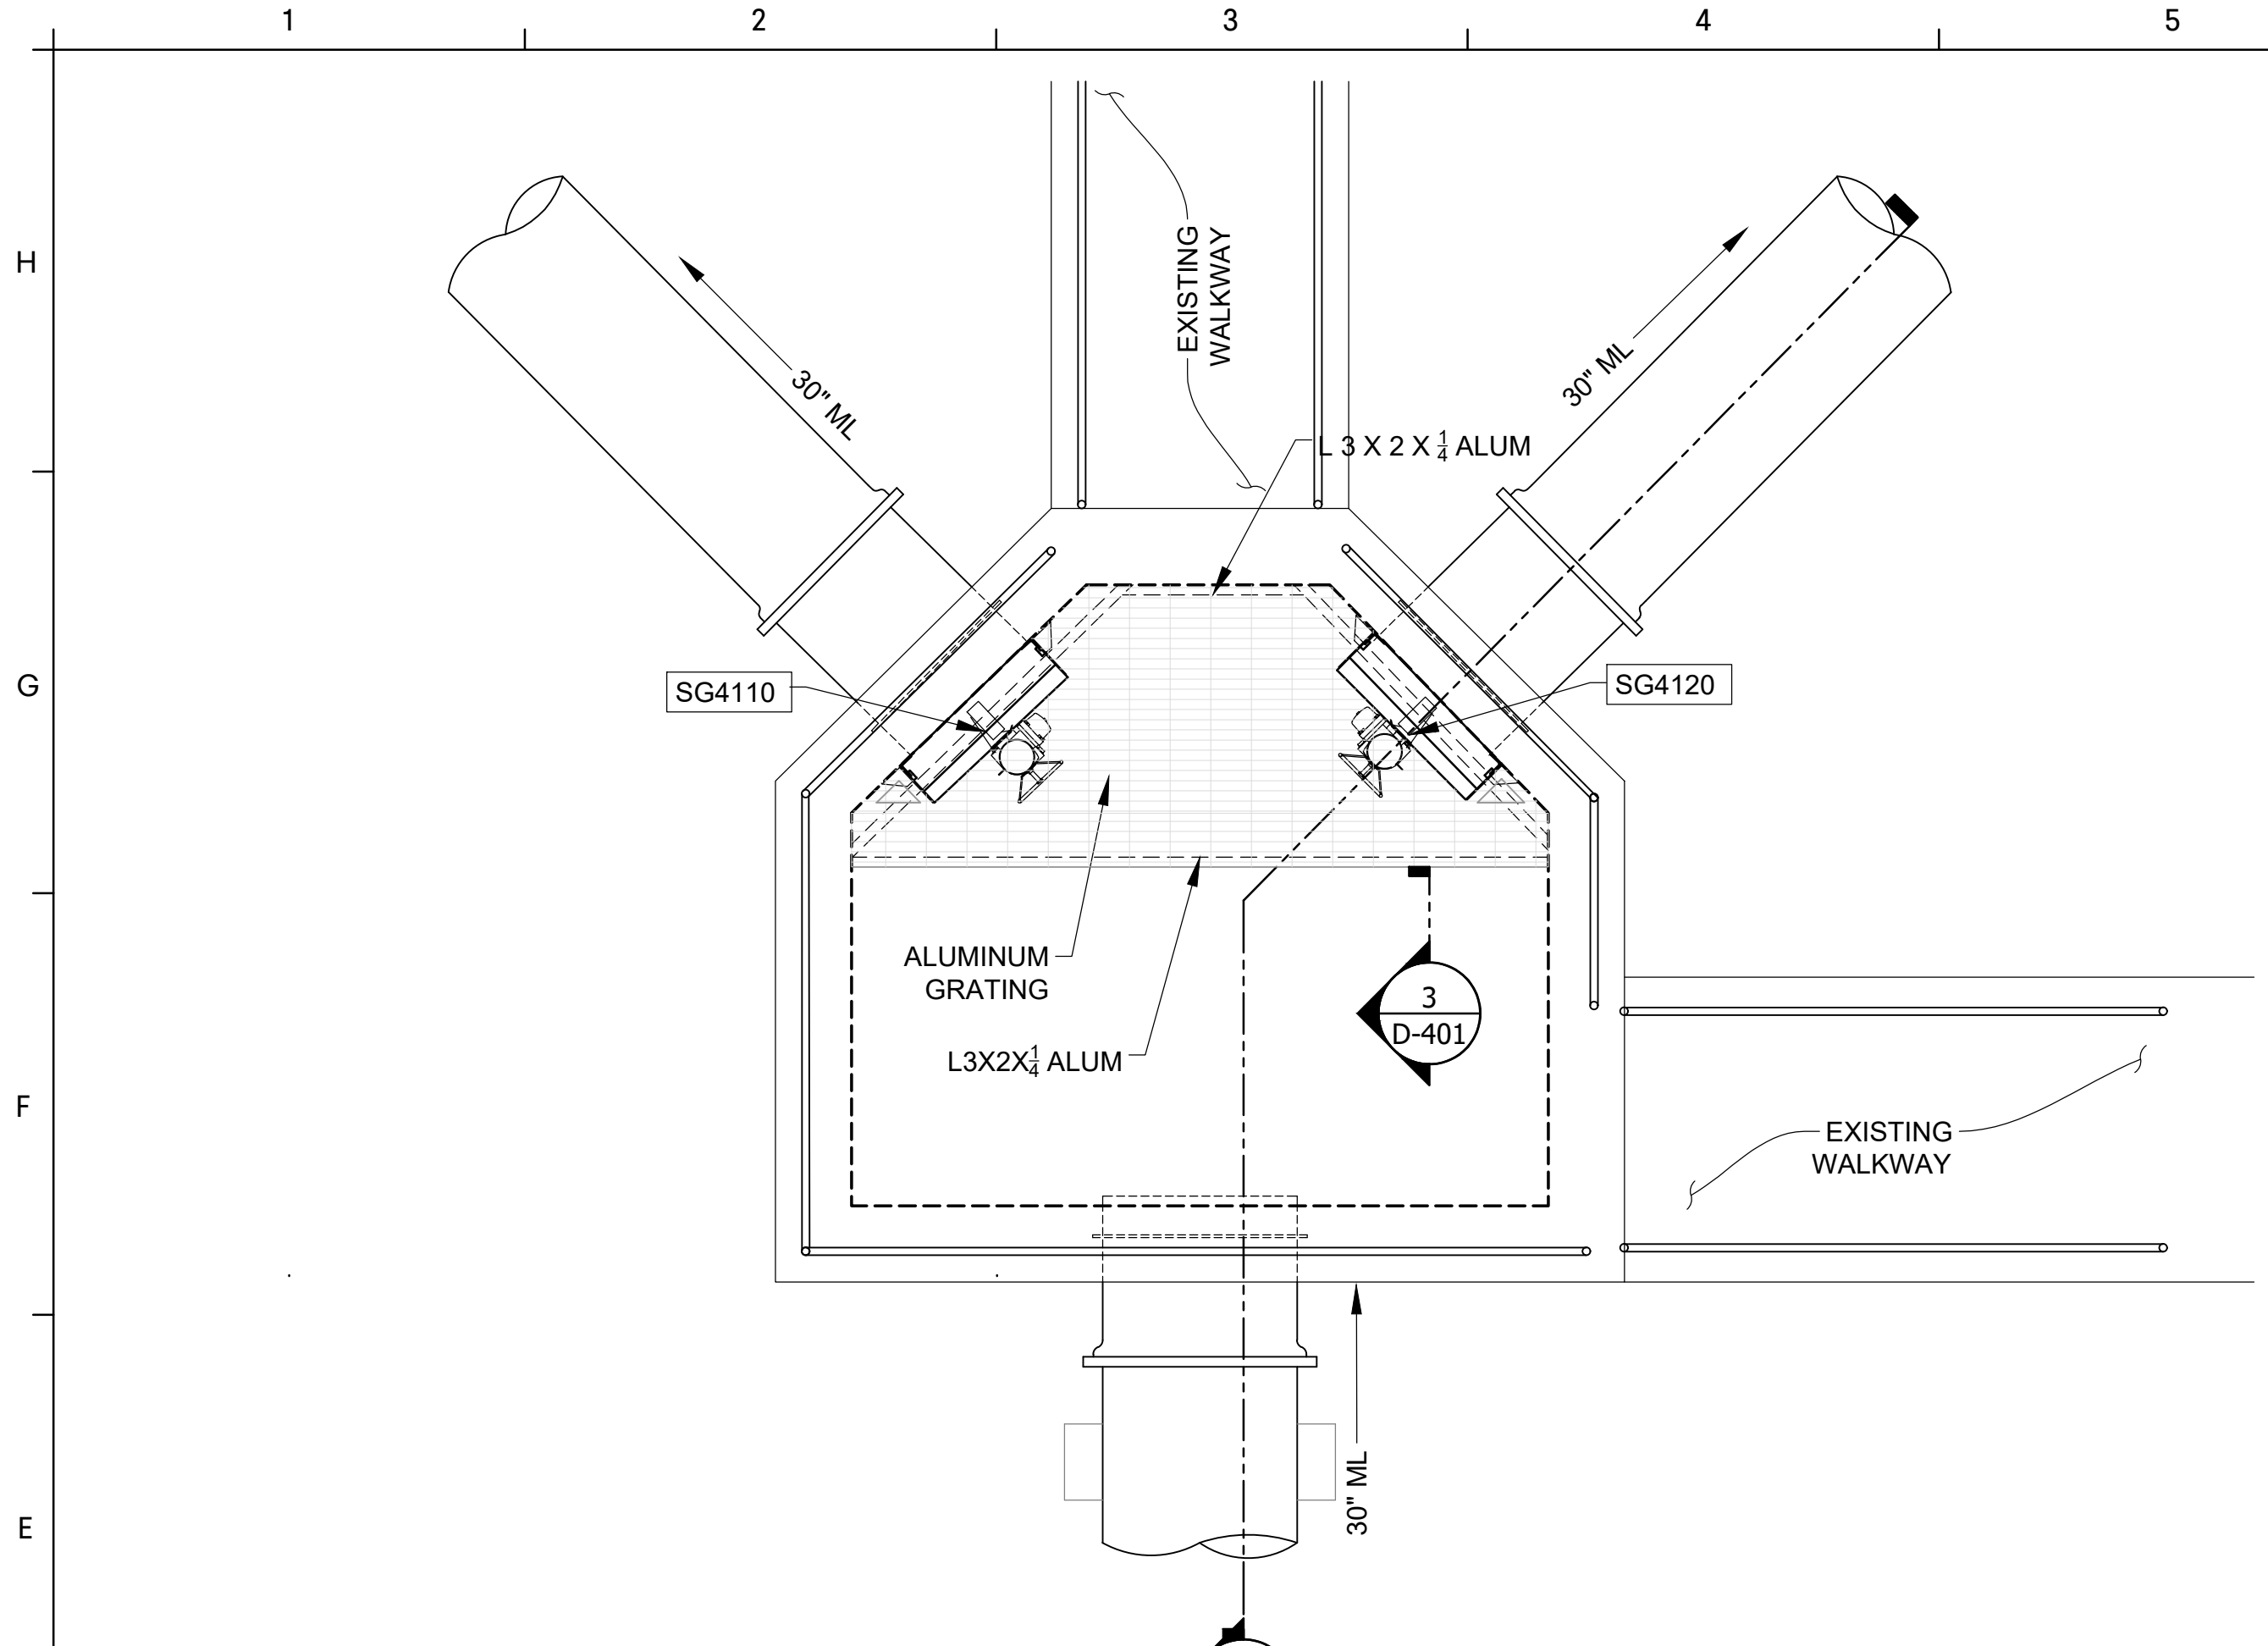 1
2
3
4
5
H
EXISTING
WALKWAY
30" ML
30" ML
L 3 X 2 X 1/4 ALUM
G
SG4110
SG4120
ALUMINUM
GRATING
3
D-401
L3X2X1/4 ALUM
F
EXISTING
WALKWAY
30" ML
E